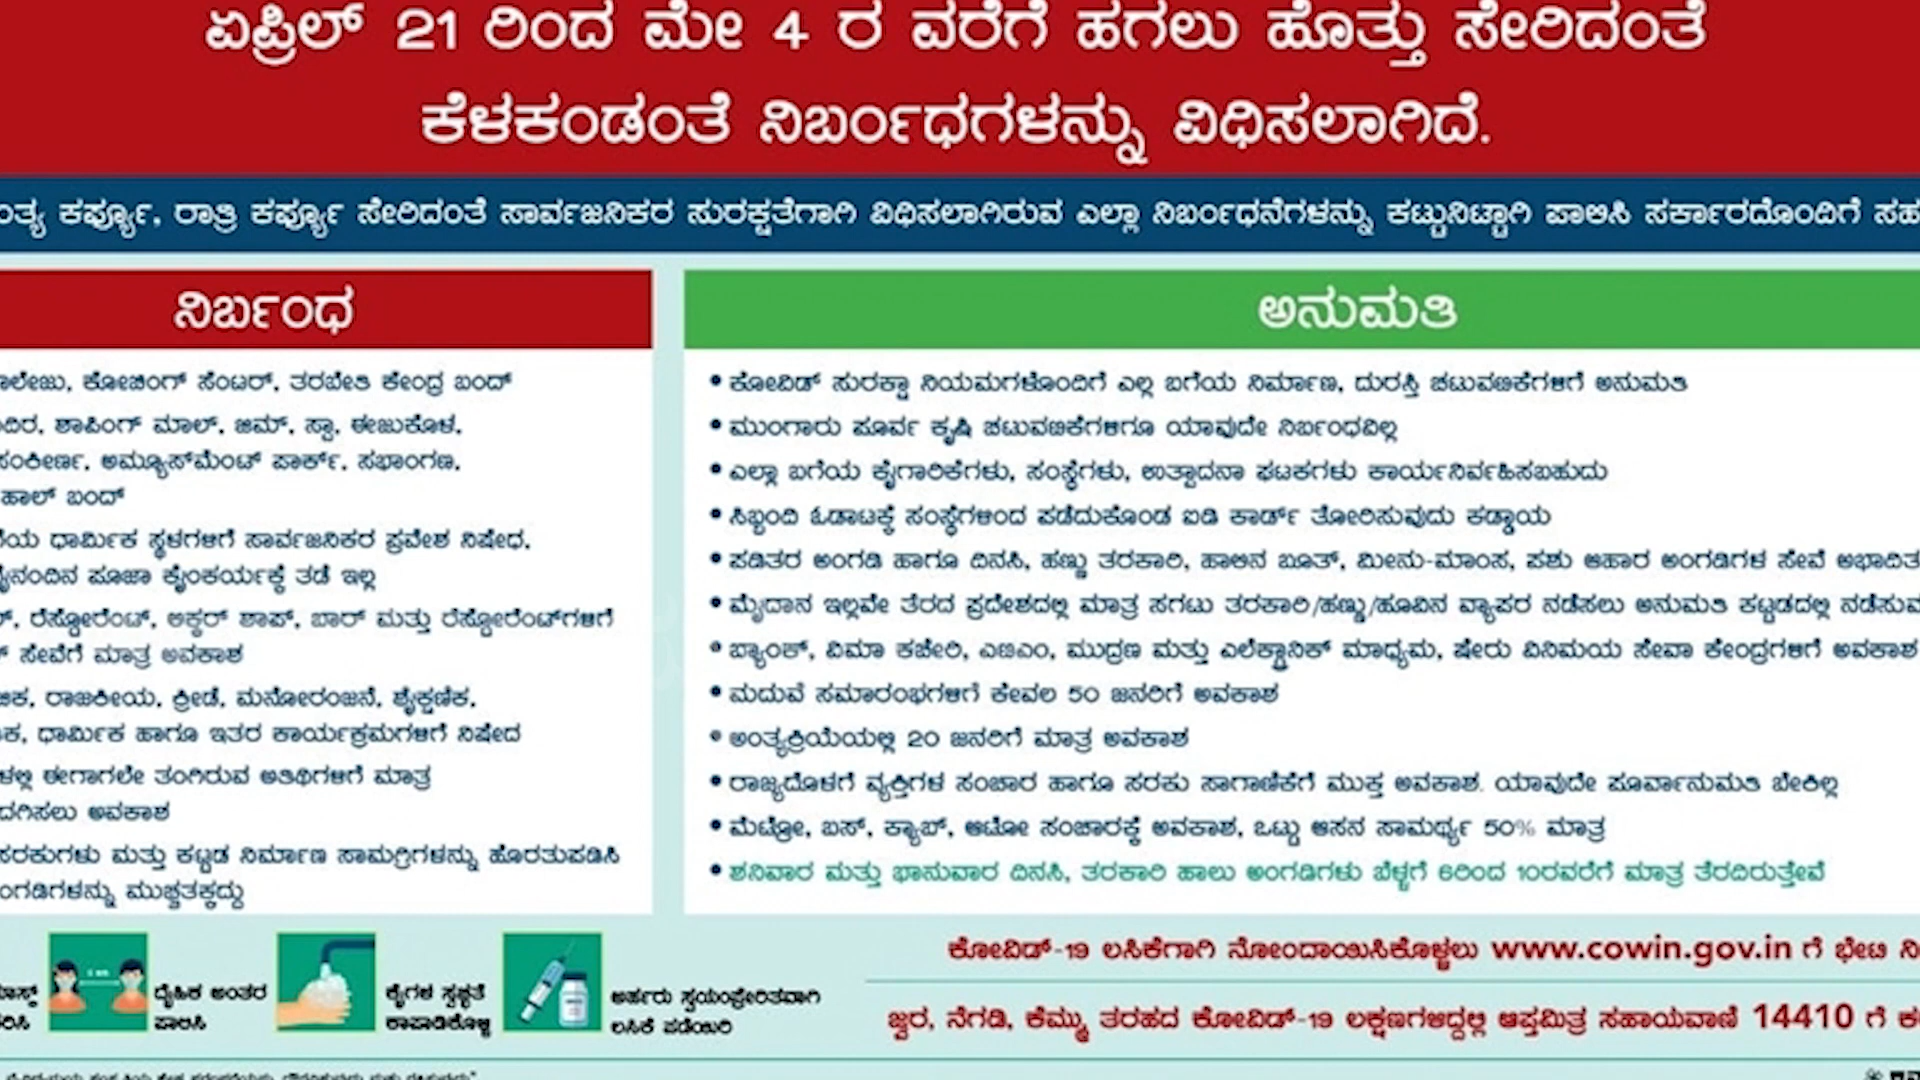 ಏಪ್ರಿಲ್ 21 ರಿಂದ ಮೇ 4 ರ ವರೆಗೆ ಹಗಲು ಹೊತ್ತು ಸೇರಿದಂತೆ
ಕೆಳಕಂಡಂತೆ ನಿರ್ಬಂಧಗಳನ್ನು ವಿಧಿಸಲಾಗಿದೆ.
ಕರ್ಪ್ಯೂ, ರಾತ್ರಿ ಕರ್ಪ್ಯೂ ಸೇರಿದಂತೆ ಸಾರ್ವಜನಿಕರ ಸುರಕ್ಷತೆಗಾಗಿ ವಿಧಿಸಲಾಗಿರುವ ಎಲ್ಲಾ ನಿರ್ಬಂಧನೆಗಳನ್ನು ಕಟ್ಟುನಿಟ್ಟಾಗಿ ಪಾಲಿಸಿ ಸರ್ಕಾರದೊಂದಿಗೆ
ನಿರ್ಬಂಧ
ಕೋಚಿಂಗ್ ಸೆಂಟರ್, ತರಬೇತಿ ಕೇಂದ್ರ ಬಂದ್
ಶಾಪಿಂಗ್ ಮಾಲ್, ಜಿಮ್, ಸ್ಪಾ, ಈಜುಕೊಳ,
ಸಂಕೀರ್ಣ, ಅಮ್ಯೂಸ್‌ಮೆಂಟ್ ಪಾರ್ಕ್, ಸಭಾಂಗಣ,
ಹಾಲ್ ಬಂದ್
ಧಾರ್ಮಿಕ ಸ್ಥಳಗಳಿಗೆ ಸಾರ್ವಜನಿಕರ ಪ್ರವೇಶ ನಿಷೇಧ,
ಪೂಜಾ ಕೈಂಕರ್ಯಕ್ಕೆ ತಡೆ ಇಲ್ಲ
ರೆಸ್ಟೋರೆಂಟ್, ಲಿಕ್ಕರ್ ಶಾಪ್, ಬಾರ್ ಮತ್ತು ರೆಸ್ಟೋರೆಂಟ್‌ಗಳಿಗೆ
ಸೇವೆಗೆ ಮಾತ್ರ ಅವಕಾಶ
ರಾಜಕೀಯ, ಕ್ರೀಡೆ, ಮನೋರಂಜನೆ, ಶೈಕ್ಷಣಿಕ,
ಧಾರ್ಮಿಕ ಹಾಗೂ ಇತರ ಕಾರ್ಯಕ್ರಮಗಳಿಗೆ ನಿಷೇದ
ಈಗಾಗಲೇ ತಂಗಿರುವ ಅತಿಥಿಗಳಿಗೆ ಮಾತ್ರ
ಅವಕಾಶ
ಸರಕುಗಳು ಮತ್ತು ಕಟ್ಟಡ ನಿರ್ಮಾಣ ಸಾಮಗ್ರಿಗಳನ್ನು ಹೊರತುಪಡಿಸಿ
ಮುಚ್ಚತಕ್ಕದ್ದು
ಅನುಮತಿ
• ಕೋವಿಡ್ ಸುರಕ್ಷಾ ನಿಯಮಗಳೊಂದಿಗೆ ಎಲ್ಲ ಬಗೆಯ ನಿರ್ಮಾಣ, ದುರಸ್ತಿ ಚಟುವಣಿಕೆಗಳಿಗೆ ಅನುಮತಿ
• ಮುಂಗಾರು ಪೂರ್ವ ಕೃಷಿ ಚಟುವಣಿಕೆಗಳಿಗೂ ಯಾವುದೇ ನಿರ್ಬಂಧವಿಲ್ಲ
• ಎಲ್ಲಾ ಬಗೆಯ ಕೈಗಾರಿಕೆಗಳು, ಸಂಸ್ಥೆಗಳು, ಉತ್ಪಾದನಾ ಘಟಕಗಳು ಕಾರ್ಯನಿರ್ವಹಿಸಬಹುದು
• ಸಿಬ್ಬಂದಿ ಓಡಾಟಕ್ಕೆ ಸಂಸ್ಥೆಗಳಿಂದ ಪಡೆದುಕೊಂಡ ಐಡಿ ಕಾರ್ಡ್ ತೋರಿಸುವುದು ಕಡ್ಡಾಯ
• ಪಡಿತರ ಅಂಗಡಿ ಹಾಗೂ ದಿನಸಿ, ಹಣ್ಣು ತರಕಾರಿ, ಹಾಲಿನ ಬೂತ್, ಮೀನು-ಮಾಂಸ, ಪಶು ಆಹಾರ ಅಂಗಡಿಗಳ ಸೇವೆ
• ಮೈದಾನ ಇಲ್ಲವೇ ತೆರದ ಪ್ರದೇಶದಲ್ಲಿ ಮಾತ್ರ ಸಗಟು ತರಕಾರಿ/ಹಣ್ಣು/ಹೂವಿನ ವ್ಯಾಪರ ನಡೆಸಲು ಅನುಮತಿ ಕಟ್ಟಡದಲ್ಲಿ
• ಬ್ಯಾಂಕ್, ವಿಮಾ ಕಚೇರಿ, ಎಟಿಎಂ, ಮುದ್ರಣ ಮತ್ತು ಎಲೆಕ್ಟ್ರಾನಿಕ್ ಮಾಧ್ಯಮ, ಷೇರು ವಿನಿಮಯ ಸೇವಾ ಕೇಂದ್ರಗಳಿಗೆ ಅವಕಾಶ
• ಮದುವೆ ಸಮಾರಂಭಗಳಿಗೆ ಕೇವಲ 50 ಜನರಿಗೆ ಅವಕಾಶ
• ಅಂತ್ಯಕ್ರಿಯೆಯಲ್ಲಿ 20 ಜನರಿಗೆ ಮಾತ್ರ ಅವಕಾಶ
• ರಾಜ್ಯದೊಳಗೆ ವ್ಯಕ್ತಿಗಳ ಸಂಚಾರ ಹಾಗೂ ಸರಕು ಸಾಗಾಣಿಕೆಗೆ ಮುಕ್ತ ಅವಕಾಶ. ಯಾವುದೇ ಪೂರ್ವಾನುಮತಿ ಬೇಕಿಲ್ಲ
• ಮೆಟ್ರೋ, ಬಸ್, ಕ್ಯಾಬ್, ಆಟೋ ಸಂಚಾರಕ್ಕೆ ಅವಕಾಶ, ಒಟ್ಟು ಆಸನ ಸಾಮರ್ಥ್ಯ 50% ಮಾತ್ರ
• ಶನಿವಾರ ಮತ್ತು ಭಾನುವಾರ ದಿನಸಿ, ತರಕಾರಿ ಹಾಲು ಅಂಗಡಿಗಳು ಬೆಳ್ಳಗೆ 6ರಿಂದ 10ರವರೆಗೆ ಮಾತ್ರ ತೆರದಿರುತ್ತೇವೆ
ದೈಹಿಕ ಅಂತರ
ಪಾಲಿಸಿ
ಕೈಗಳ ಸ್ವಚ್ಛತೆ
ಕಾಪಾಡಿಕೊಳ್ಳಿ
ಅರ್ಹರು ಸ್ವಯಂಪ್ರೇರಿತವಾಗಿ
ಲಸಿಕೆ ಪಡೆಯಿರಿ
ಕೋವಿಡ್-19 ಲಸಿಕೆಗಾಗಿ ನೋಂದಾಯಿಸಿಕೊಳ್ಳಲು www.cowin.gov.in ಗೆ ಭೇಟಿ
ಜ್ವರ, ನೆಗಡಿ, ಕೆಮ್ಮು ತರಹದ ಕೋವಿಡ್-19 ಲಕ್ಷಣಗಳಿದ್ದಲ್ಲಿ ಆಪ್ತಮಿತ್ರ ಸಹಾಯವಾಣಿ 14410 ಗೆ